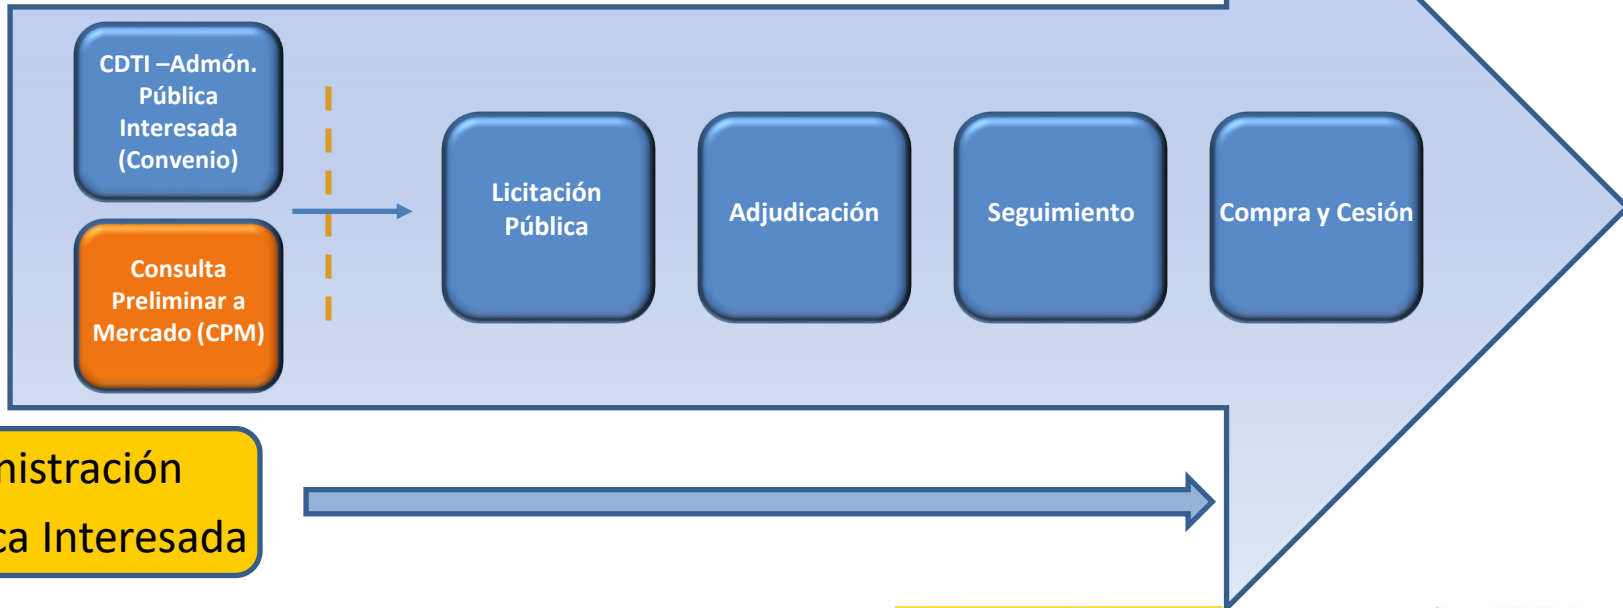 CDTI –Admón.
Pública
Interesada
(Convenio)
Consulta
Preliminar a
Mercado (CPM)
Licitación
Pública
Adjudicación
Seguimiento
Compra y Cesión
nistración
ca Interesada